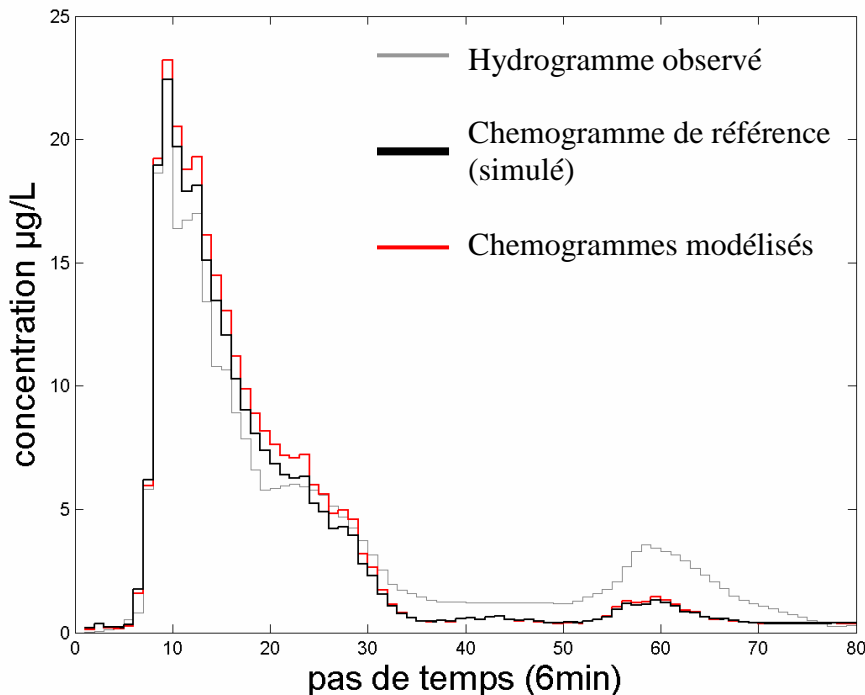 25
20
15
10
5
0
concentration µg/L
Hydrogramme observé
Chemogramme de référence
(simulé)
Chemogrammes modélisés
0 10 20 30 40 50 60 70 80
pas de temps (6min)